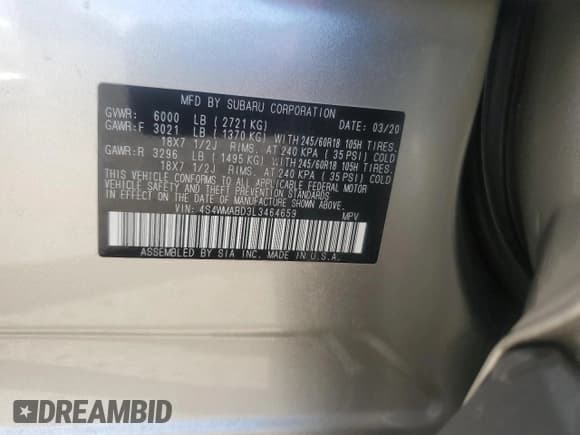 MFD BY SUBARU CORPORATION
GVWR: 6000 LB (2721 KG) DATE: 03/20
GAWR:F 3021 LB (1370 KG) WITH 245/60R18 105H TIRES.
18X7 1/2J RIMS. AT 240 KPA (35 PSI) COLD
GAWR:R 3296 LB (1495 KG) WITH 245/60R18 105H TIRES.
18X7 1/2J RIMS. AT 240 KPA (35 PSI) COLD
THIS VEHICLE CONFORMS TO ALL APPLICABLE FEDERAL MOTOR
VEHICLE SAFETY AND THEFT PREVENTION STANDARDS
IN EFFECT ON THE DATE OF MANUFACTURE SHOWN ABOVE.
VIN: 4S4WMABD3L3464659 MPV
ASSEMBLED BY SIA INC. MADE IN U.S.A.
DREAMBID